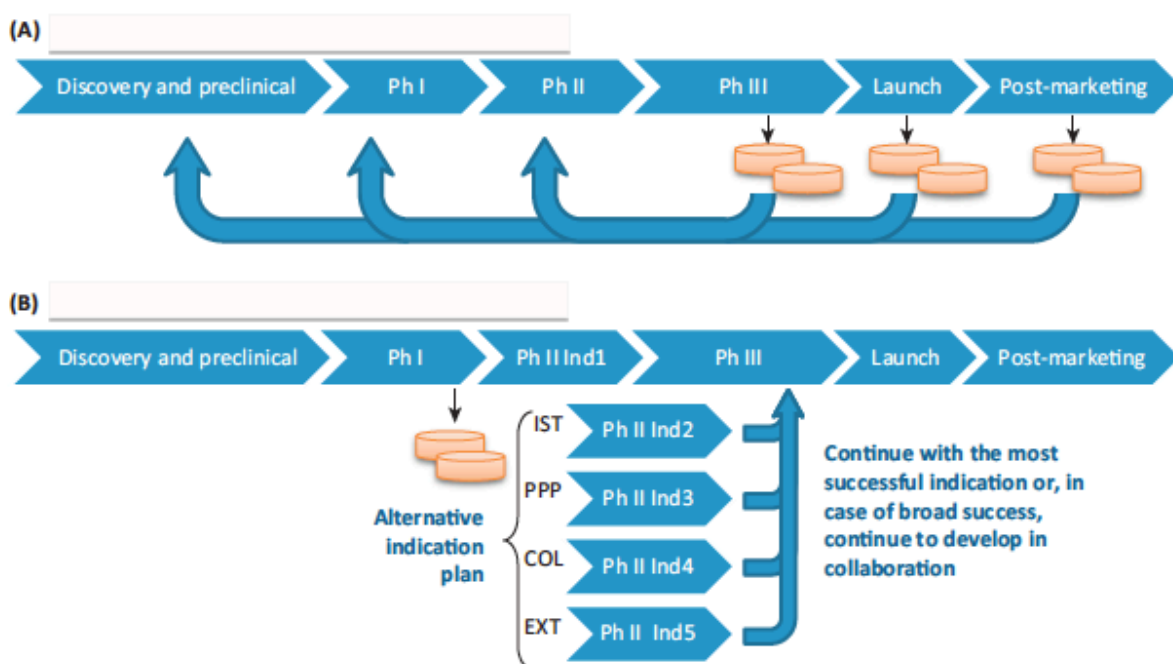 (A)
Discovery and preclinical
Ph I
Ph II
Ph III
Launch
Post-marketing
(B)
Discovery and preclinical
Ph I
Ph II Ind1
Ph III
Launch
Post-marketing
Alternative
indication
plan
IST
Ph II Ind2
PPP
Ph II Ind3
COL
Ph II Ind4
EXT
Ph II Ind5
Continue with the most
successful indication or, in
case of broad success,
continue to develop in
collaboration